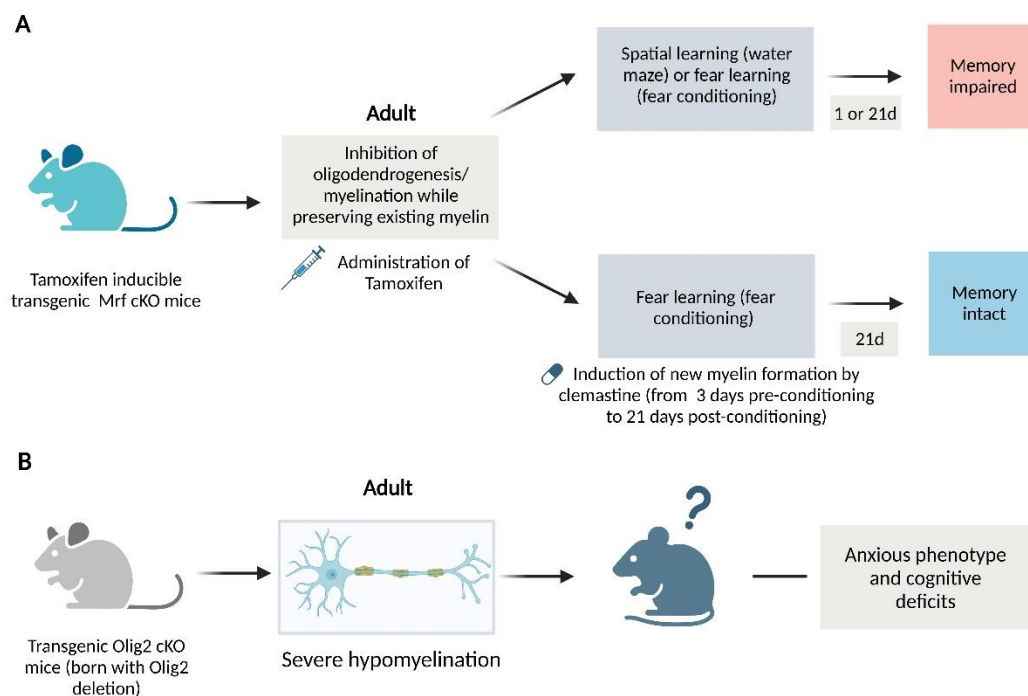 A
Tamoxifen inducible
transgenic Mrf cKO mice
Adult
Inhibition of
oligodendrogenesis/
myelination while
preserving existing myelin
Administration of
Tamoxifen
Spatial learning (water
maze) or fear learning
(fear conditioning)
1 or 21d
Memory
impaired
Fear learning (fear
conditioning)
21d
Memory
intact
Induction of new myelin formation by
clemastine (from 3 days pre-conditioning
to 21 days post-conditioning)
B
Transgenic Olig2 cKO
mice (born with Olig2
deletion)
Adult
Severe hypomyelination
?
Anxious phenotype
and cognitive
deficits